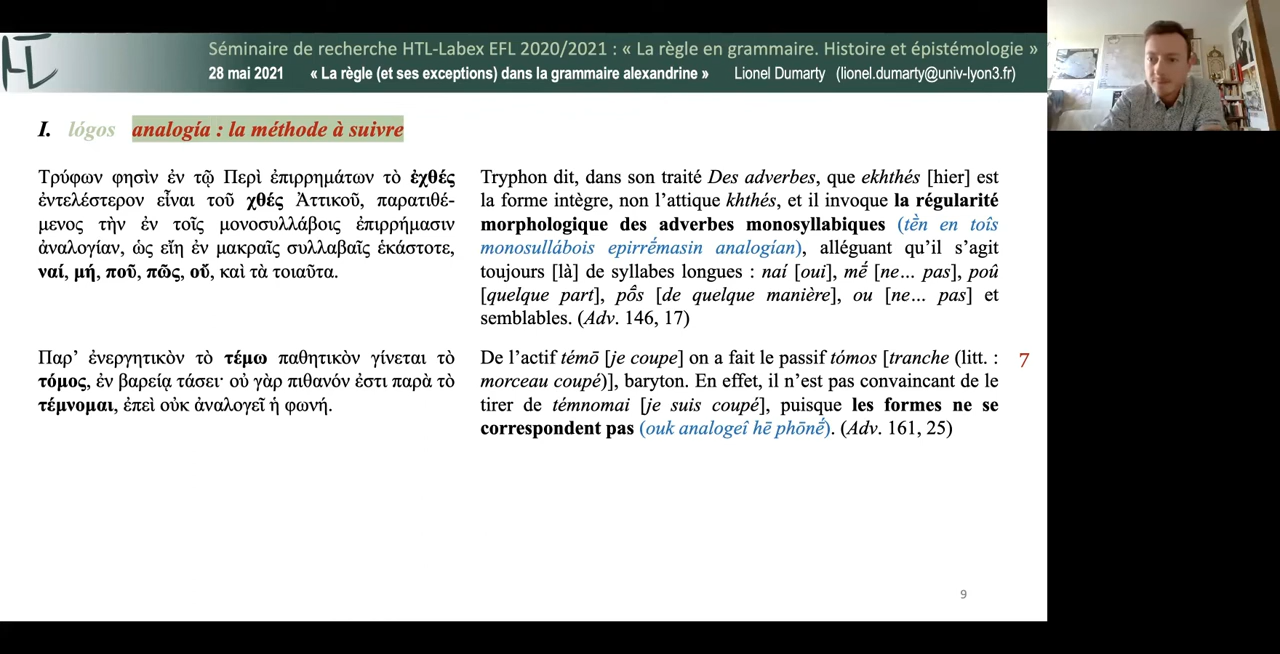 HTL
Séminaire de recherche HTL-Labex EFL 2020/2021 : « La règle en grammaire. Histoire et épistémologie »
28 mai 2021 « La règle (et ses exceptions) dans la grammaire alexandrine » Lionel Dumarty (lionel.dumarty@univ-lyon3.fr)
I. lógos analogía : la méthode à suivre
Τρύφων φησὶν ἐν τῷ Περὶ ἐπιρρημάτων τὸ ἐχθές
ἐντελέστερον εἶναι τοῦ χθές Ἀττικοῦ, παρατιθέ-
μενος τὴν ἐν τοῖς μονοσυλλάβοις ἐπιρρήμασιν
ἀναλογίαν, ὡς εἴη ἐν μακραῖς συλλαβαῖς ἑκάστοτε,
ναί, μή, ποῦ, πῶς, οὔ, καὶ τὰ τοιαῦτα.
Tryphon dit, dans son traité Des adverbes, que ekhthés [hier] est
la forme intègre, non l’attique khthés, et il invoque la régularité
morphologique des adverbes monosyllabiques (tḕn en toîs
monosullábois epirrḗmasin analogían), alléguant qu’il s’agit
toujours [là] de syllabes longues : naí [oui], mḗ [ne… pas], poû
[quelque part], pō̂s [de quelque manière], ou [ne… pas] et
semblables. (Adv. 146, 17)
Παρ’ ἐνεργητικὸν τὸ τέμω παθητικὸν γίνεται τὸ
τόμος, ἐν βαρείᾳ τάσει· οὐ γὰρ πιθανόν ἐστι παρὰ τὸ
τέμνομαι, ἐπεὶ οὐκ ἀναλογεῖ ἡ φωνή.
De l’actif témō [je coupe] on a fait le passif tómos [tranche (litt. :
morceau coupé)], baryton. En effet, il n’est pas convaincant de le
tirer de témnomai [je suis coupé], puisque les formes ne se
correspondent pas (ouk analogeî hē phōnḗ). (Adv. 161, 25)
7
9